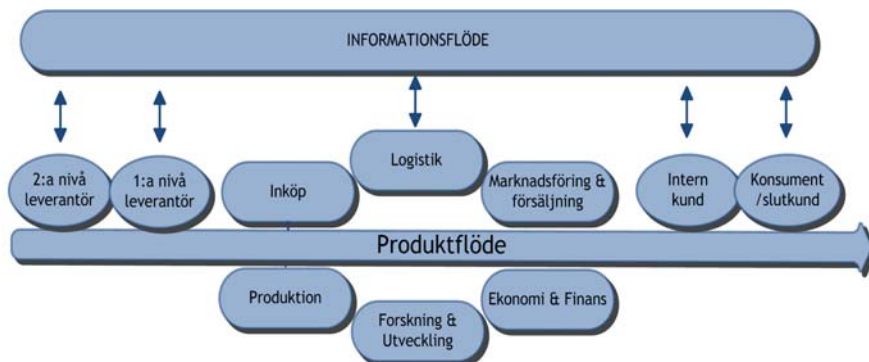 INFORMATIONSFLÖDE
2:a nivå
leverantör
1:a nivå
leverantör
Inköp
Logistik
Marknadsföring &
försäljning
Intern
kund
Konsument
/slutkund
Produktflöde
Produktion
Forskning &
Utveckling
Ekonomi & Finans